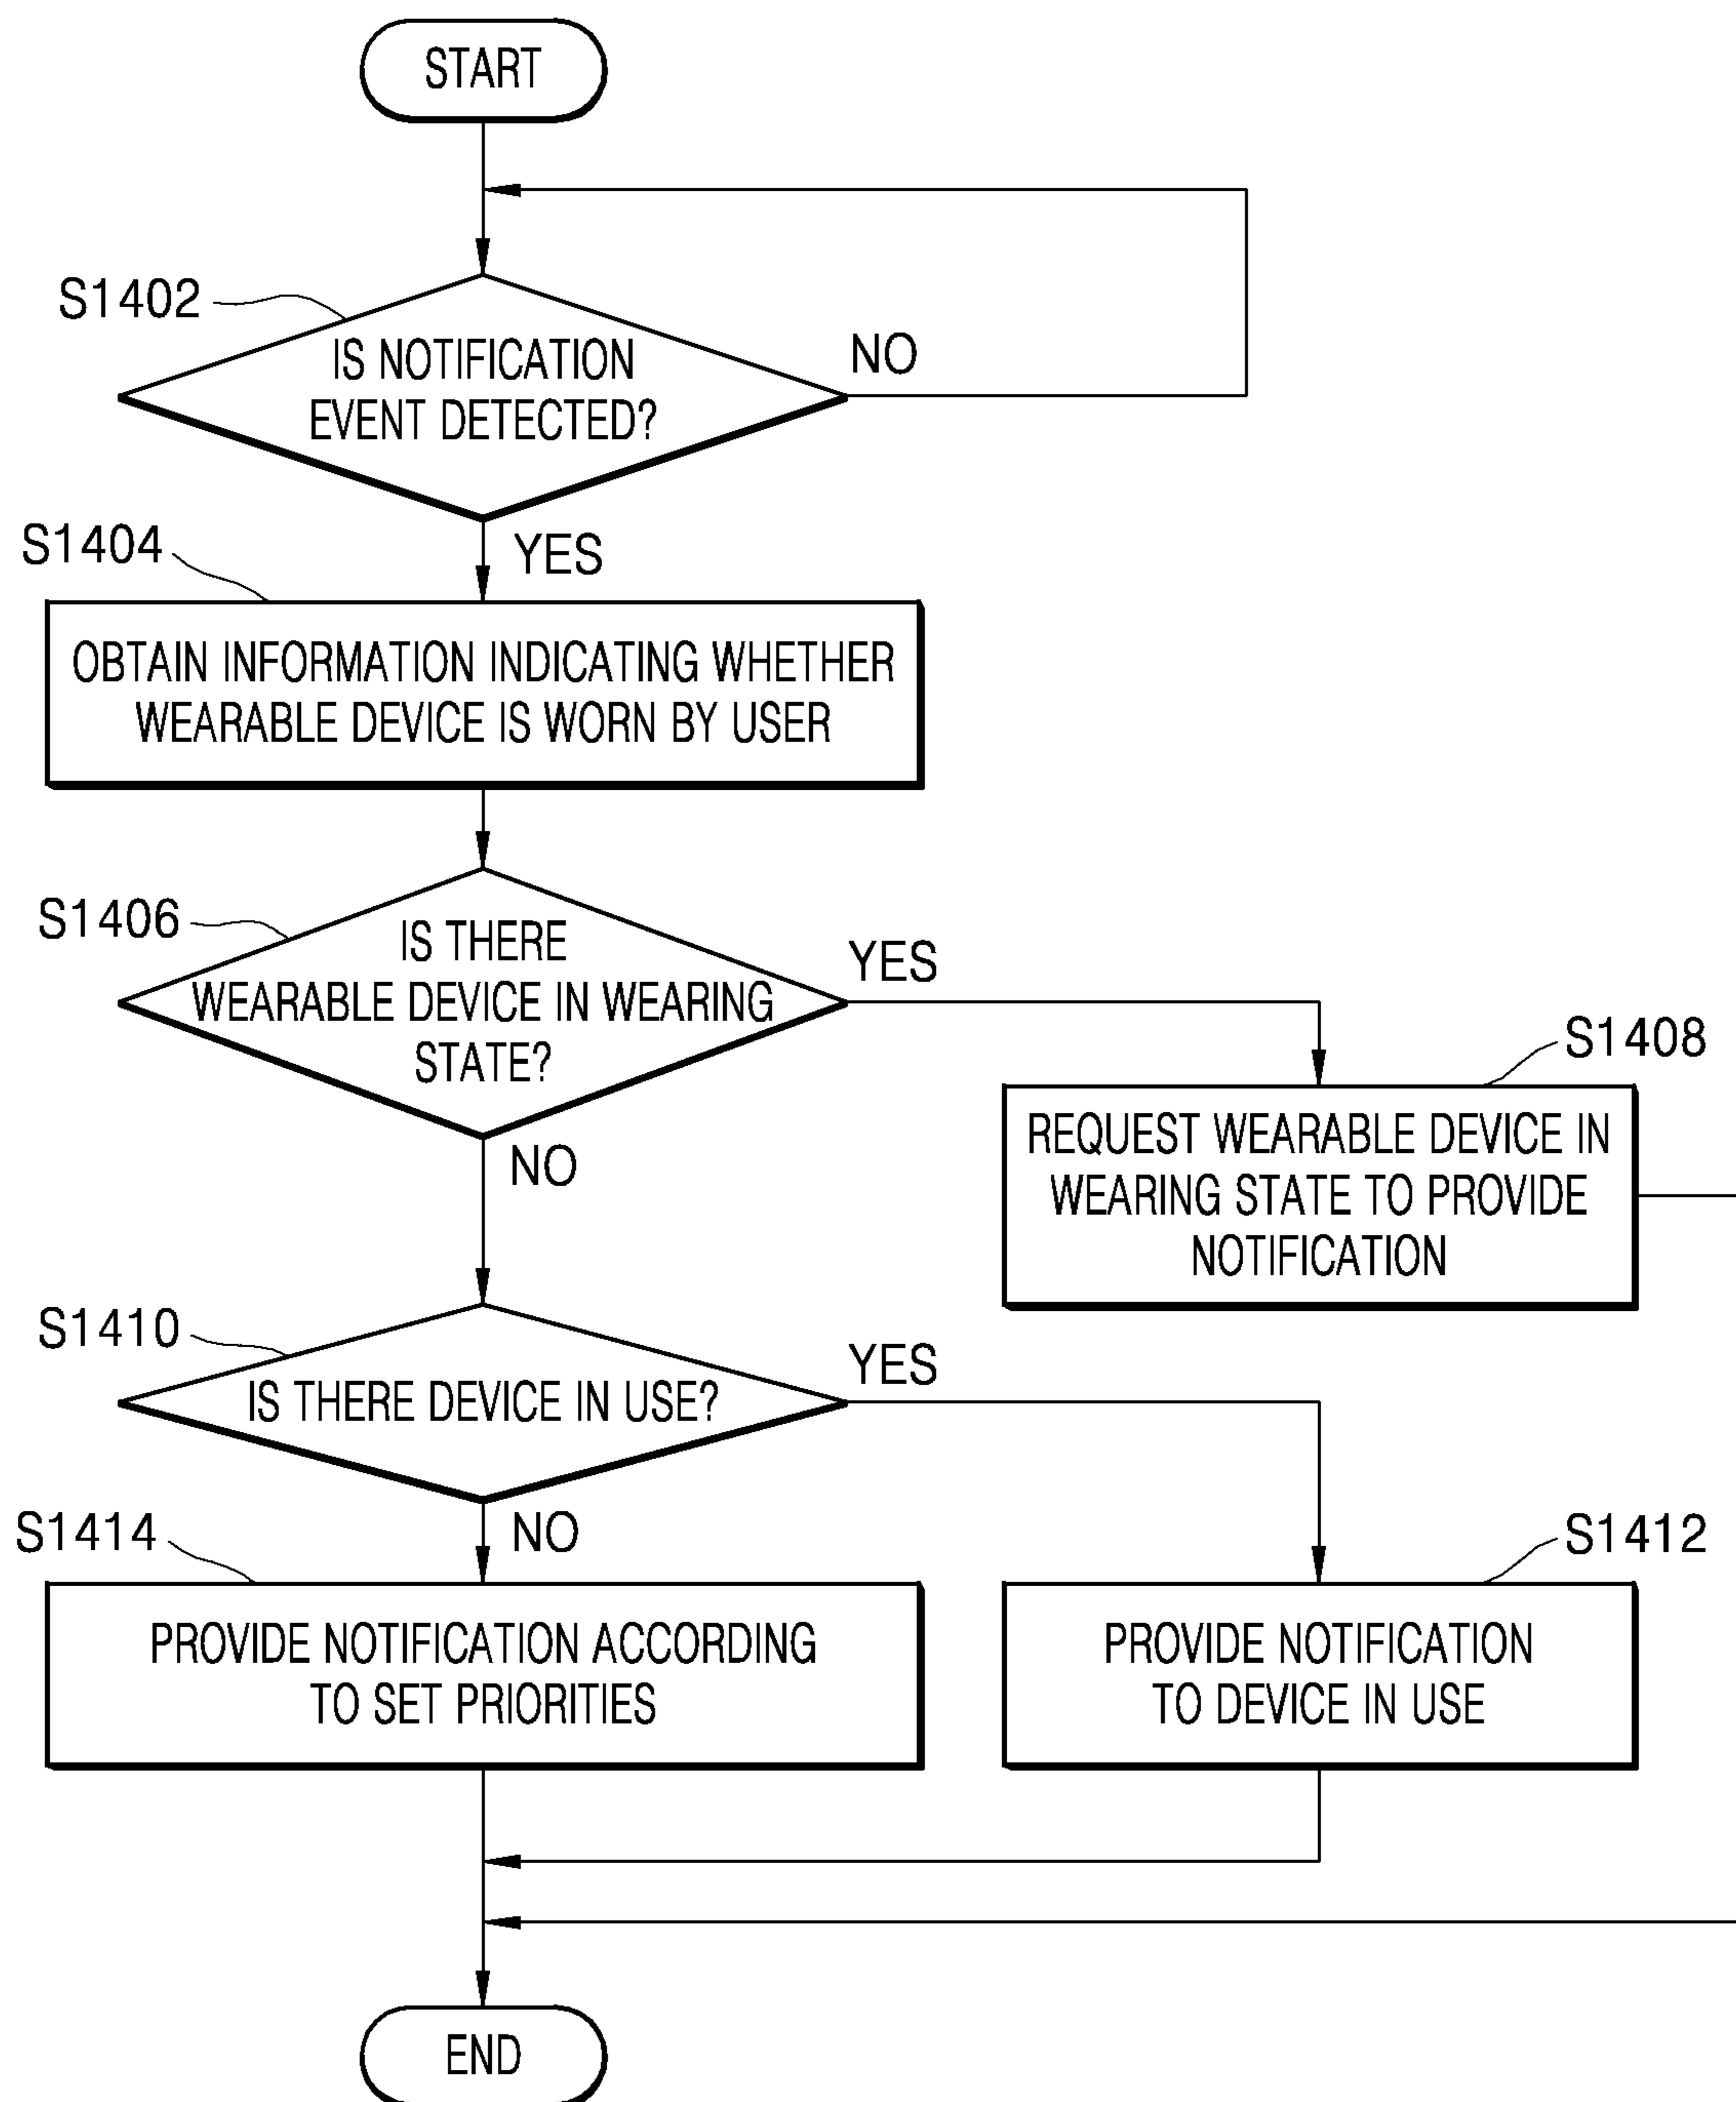 START
S1402
IS NOTIFICATION
EVENT DETECTED?
NO
YES
S1404
OBTAIN INFORMATION INDICATING WHETHER
WEARABLE DEVICE IS WORN BY USER
S1406
IS THERE
WEARABLE DEVICE IN WEARING
STATE?
YES
NO
S1408
REQUEST WEARABLE DEVICE IN
WEARING STATE TO PROVIDE
NOTIFICATION
S1410
IS THERE DEVICE IN USE?
YES
NO
S1414
PROVIDE NOTIFICATION ACCORDING
TO SET PRIORITIES
S1412
PROVIDE NOTIFICATION
TO DEVICE IN USE
END